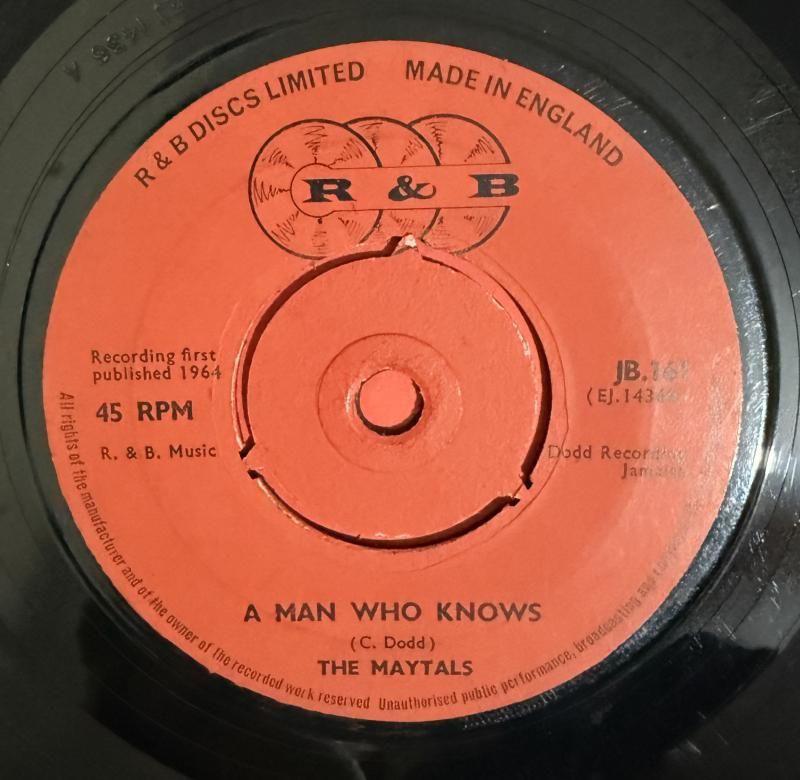 R & B DISCS LIMITED MADE IN ENGLAND
R & B
Recording first
published 1964
45 RPM
R. & B. Music
Dodd Recording
Jamaica
A MAN WHO KNOWS
(C. Dodd)
THE MAYTALS
All rights of the manufacturer and of the owner of the recorded work reserved Unauthorised public performance, broadcasting and